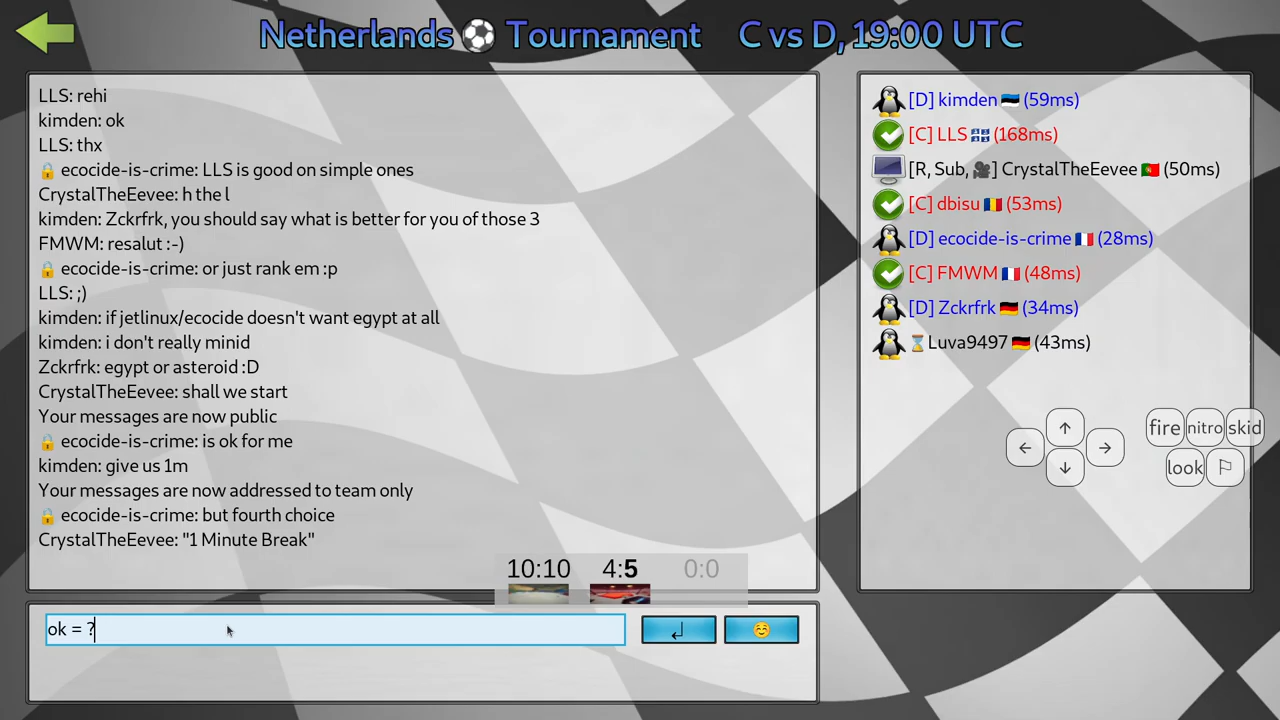 Netherlands ⚽ Tournament C vs D, 19:00 UTC
LLS: rehi
kimden: ok
LLS: thx
🔒 ecocide-is-crime: LLS is good on simple ones
CrystalTheEevee: h the l
kimden: Zckrfrk, you should say what is better for you of those 3
FMWM: resalut :-)
🔒 ecocide-is-crime: or just rank em :p
LLS: ;)
kimden: if jetlinux/ecocide doesn't want egypt at all
kimden: i don't really minid
Zckrfrk: egypt or asteroid :D
CrystalTheEevee: shall we start
Your messages are now public
🔒 ecocide-is-crime: is ok for me
kimden: give us 1m
Your messages are now addressed to team only
🔒 ecocide-is-crime: but fourth choice
CrystalTheEevee: "1 Minute Break"
10:10 4:5 0:0
ok = ?
[D] kimden 🇪🇪 (59ms)
[C] LLS (168ms)
[R, Sub, 🎥] CrystalTheEevee 🇵🇹 (50ms)
[C] dbisu 🇷🇴 (53ms)
[D] ecocide-is-crime 🇫🇷 (28ms)
[C] FMWM 🇫🇷 (48ms)
[D] Zckrfrk 🇩🇪 (34ms)
⌛ Luva9497 🇩🇪 (43ms)
↑ fire nitro skid
← →
↓ look ⚐